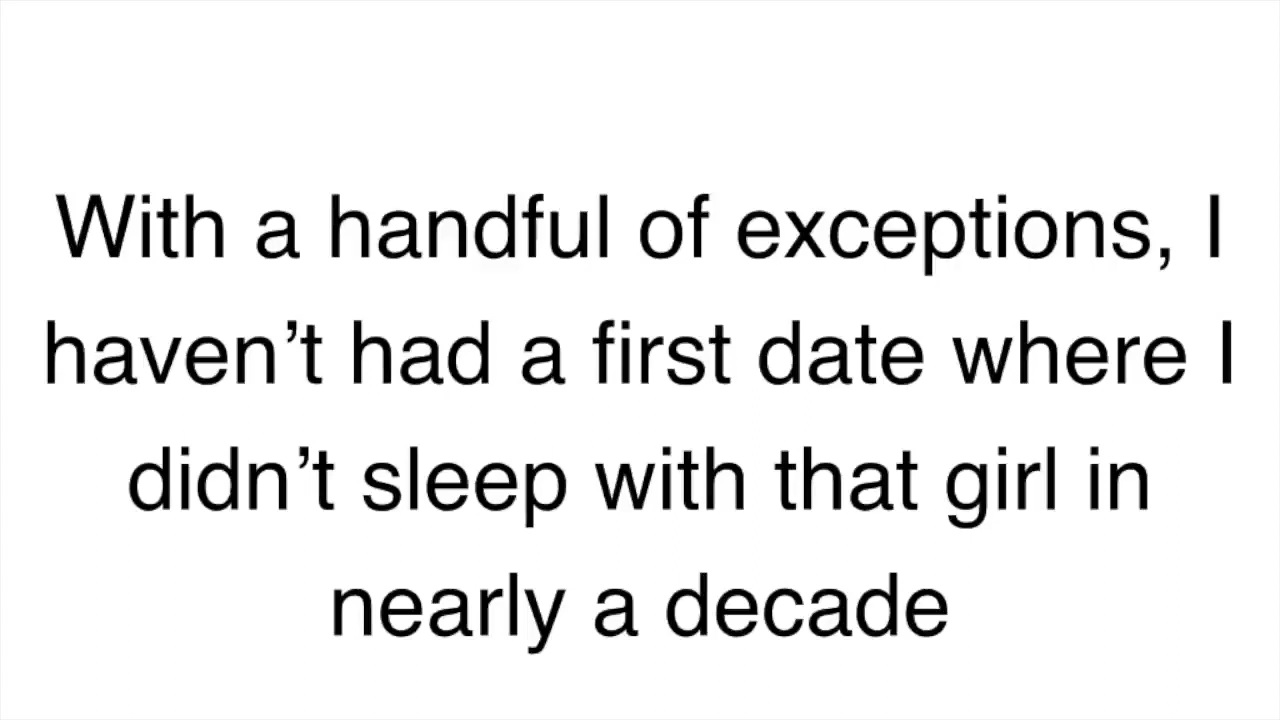 With a handful of exceptions, I
haven’t had a first date where I
didn’t sleep with that girl in
nearly a decade